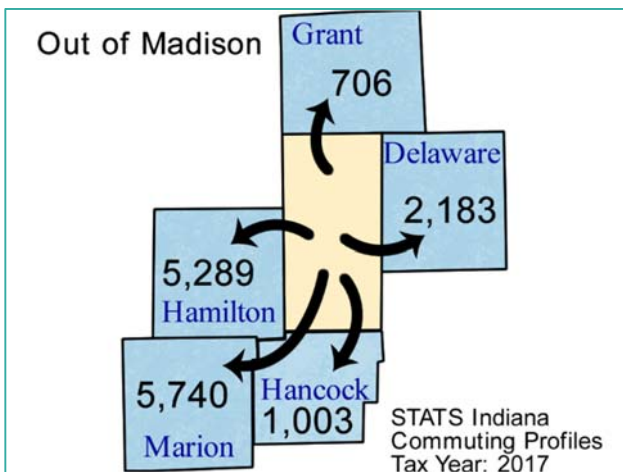 Out of Madison
Grant
706
Delaware
2,183
5,289
Hamilton
5,740
Marion
Hancock
1,003
STATS Indiana
Commuting Profiles
Tax Year: 2017